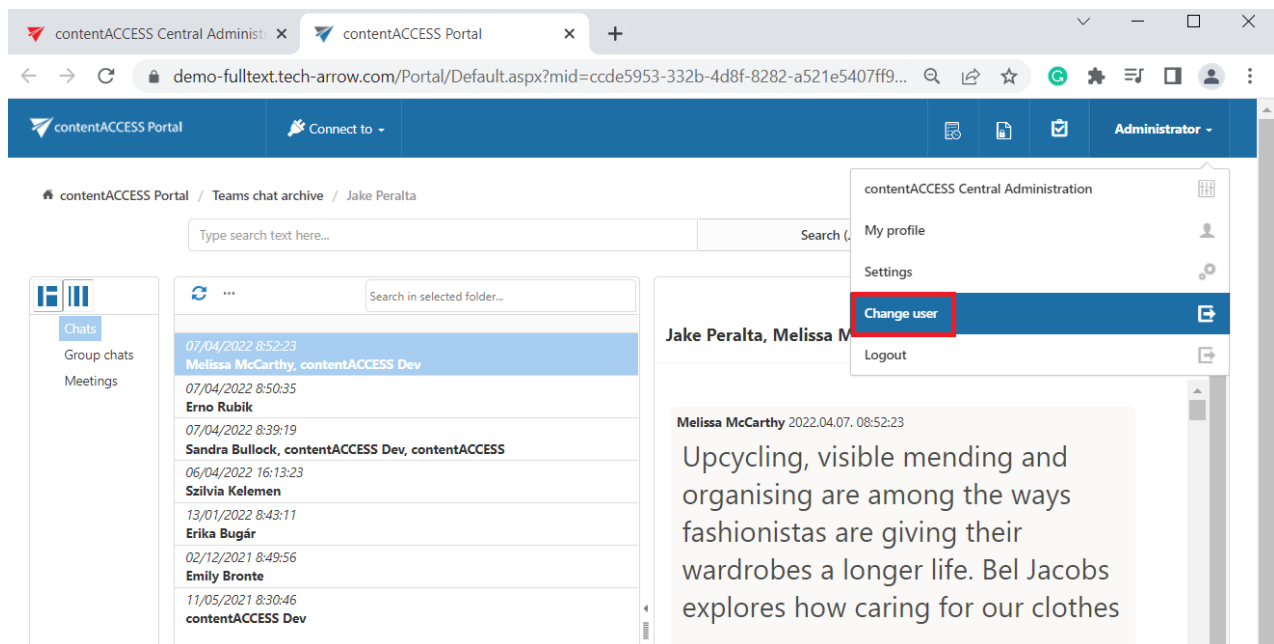 contentACCESS Central Administ
contentACCESS Portal
demo-fulltext.tech-arrow.com/Portal/Default.aspx?mid=ccde5953-332b-4d8f-8282-a521e5407ff9...
contentACCESS Portal
Connect to
Administrator
contentACCESS Portal / Teams chat archive / Jake Peralta
contentACCESS Central Administration
My profile
Settings
Change user
Logout
Type search text here...
Search (.
Chats
Group chats
Meetings
...
Search in selected folder...
07/04/2022 8:52:23
Melissa McCarthy, contentACCESS Dev
07/04/2022 8:50:35
Erno Rubik
07/04/2022 8:39:19
Sandra Bullock, contentACCESS Dev, contentACCESS
06/04/2022 16:13:23
Szilvia Kelemen
13/01/2022 8:43:11
Erika Bugár
02/12/2021 8:49:56
Emily Bronte
11/05/2021 8:30:46
contentACCESS Dev
Jake Peralta, Melissa M
Melissa McCarthy 2022.04.07. 08:52:23
Upcycling, visible mending and
organising are among the ways
fashionistas are giving their
wardrobes a longer life. Bel Jacobs
explores how caring for our clothes